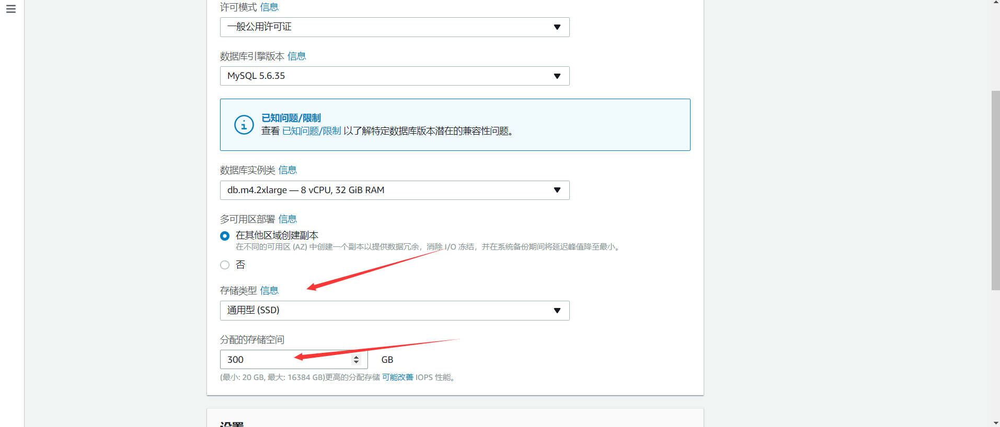 许可模式 信息
一般公用许可证
数据库引擎版本 信息
MySQL 5.6.35
已知问题/限制
查看 已知问题/限制 以了解特定数据库版本潜在的兼容性问题。
数据库实例类 信息
db.m4.2xlarge — 8 vCPU, 32 GiB RAM
多可用区部署 信息
在其他区域创建副本
在不同的可用区 (AZ) 中创建一个副本以提供数据冗余，消除 I/O 冻结，并在系统备份期间将延迟峰值降至最小。
否
存储类型 信息
通用型 (SSD)
分配的存储空间
300 GB
(最小: 20 GB, 最大: 16384 GB)更高的分配存储 可能改善 IOPS 性能。
设置